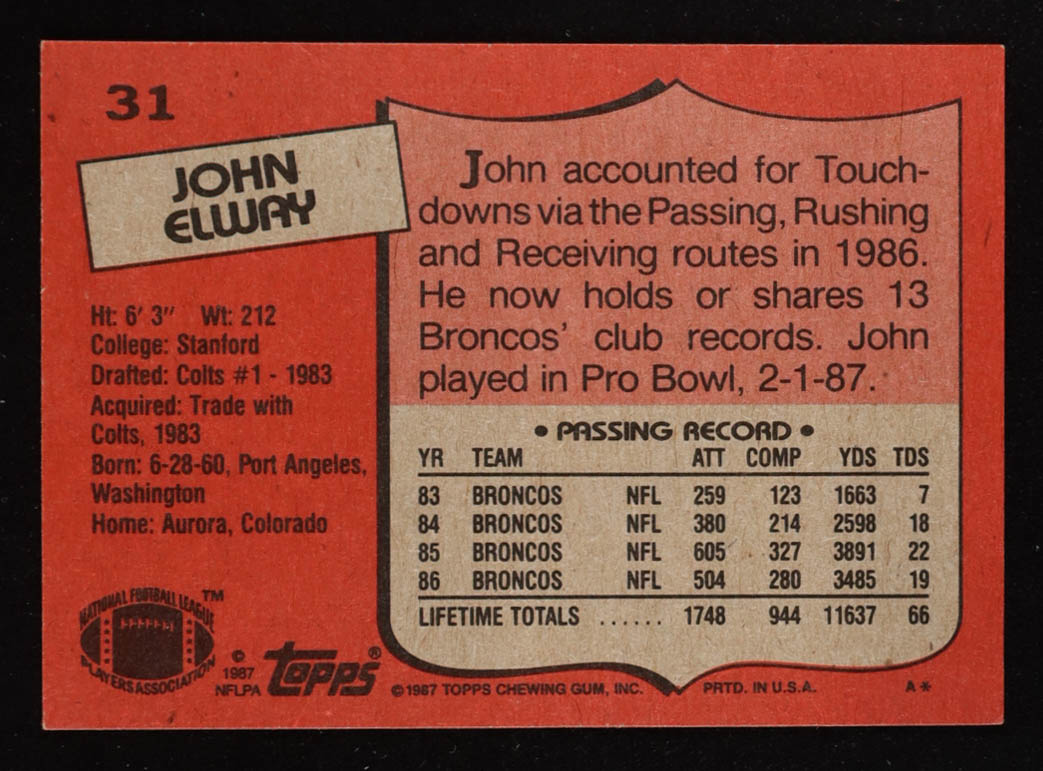 31
JOHN
ELWAY
Ht: 6' 3" Wt: 212
College: Stanford
Drafted: Colts #1 - 1983
Acquired: Trade with
Colts, 1983
Born: 6-28-60, Port Angeles,
Washington
Home: Aurora, Colorado
NATIONAL FOOTBALL LEAGUE ™
PLAYERS ASSOCIATION
© 1987 NFLPA
topps®
John accounted for Touch-
downs via the Passing, Rushing
and Receiving routes in 1986.
He now holds or shares 13
Broncos' club records. John
played in Pro Bowl, 2-1-87.
• PASSING RECORD •
YR TEAM ATT COMP YDS TDS
83 BRONCOS NFL 259 123 1663 7
84 BRONCOS NFL 380 214 2598 18
85 BRONCOS NFL 605 327 3891 22
86 BRONCOS NFL 504 280 3485 19
LIFETIME TOTALS ...... 1748 944 11637 66
©1987 TOPPS CHEWING GUM, INC. PRTD. IN U.S.A. A*